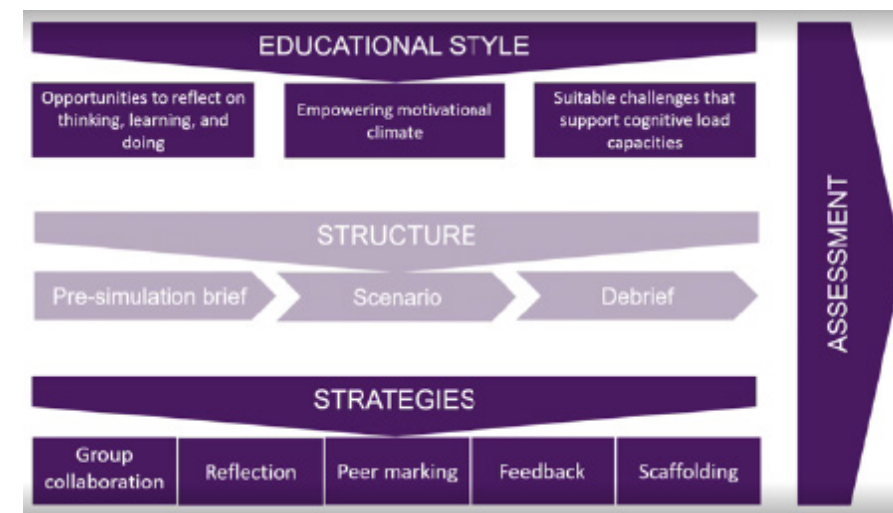 EDUCATIONAL STYLE
Opportunities to reflect on
thinking, learning, and
doing
Empowering motivational
climate
Suitable challenges that
support cognitive load
capacities
STRUCTURE
Pre-simulation brief
Scenario
Debrief
STRATEGIES
Group
collaboration
Reflection
Peer marking
Feedback
Scaffolding
ASSESSMENT